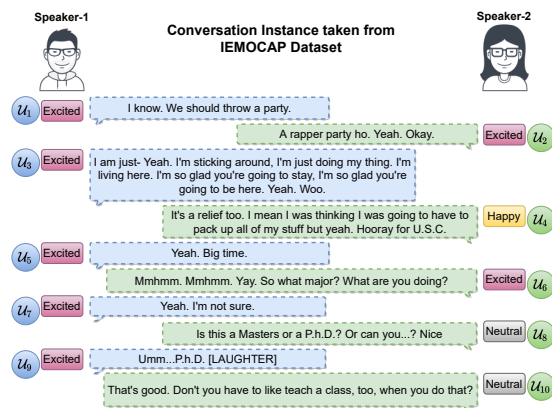 Speaker-1
Conversation Instance taken from
IEMOCAP Dataset
Speaker-2
U1 Excited I know. We should throw a party.
A rapper party ho. Yeah. Okay. Excited U2
U3 Excited I am just- Yeah. I'm sticking around, I'm just doing my thing. I'm
living here. I'm so glad you're going to stay, I'm so glad you're
going to be here. Yeah. Woo.
It's a relief too. I mean I was thinking I was going to have to
pack up all of my stuff but yeah. Hooray for U.S.C. Happy U4
U5 Excited Yeah. Big time.
Mmhmm. Mmhmm. Yay. So what major? What are you doing? Excited U6
U7 Excited Yeah. I'm not sure.
Is this a Masters or a P.h.D.? Or can you...? Nice Neutral U8
U9 Excited Umm...P.h.D. [LAUGHTER]
That's good. Don't you have to like teach a class, too, when you do that? Neutral U10